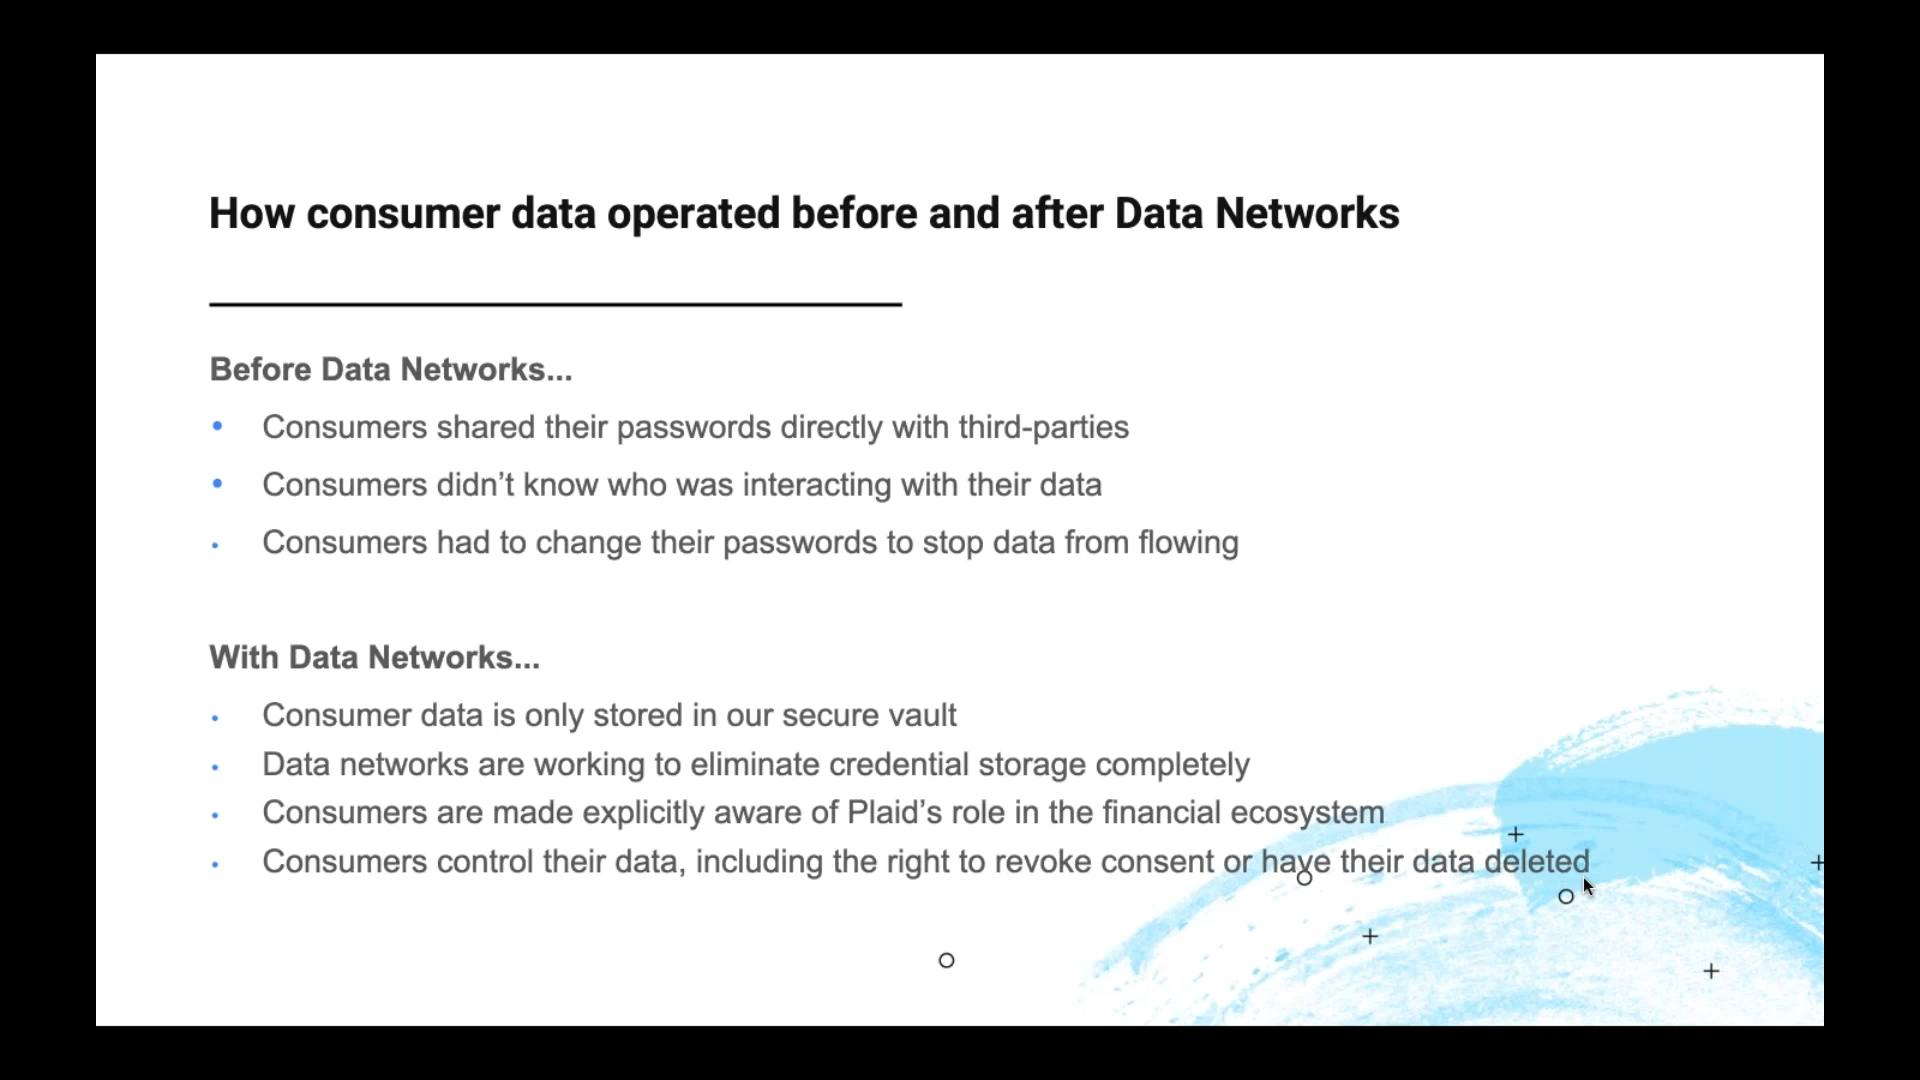 How consumer data operated before and after Data Networks
Before Data Networks...
• Consumers shared their passwords directly with third-parties
• Consumers didn’t know who was interacting with their data
• Consumers had to change their passwords to stop data from flowing
With Data Networks...
• Consumer data is only stored in our secure vault
• Data networks are working to eliminate credential storage completely
• Consumers are made explicitly aware of Plaid’s role in the financial ecosystem
• Consumers control their data, including the right to revoke consent or have their data deleted